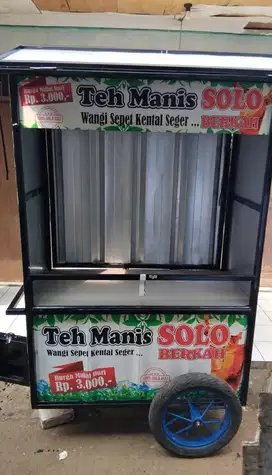 Harga Mulai Dari
Rp. 3.000,-
Teh Manis SOLO
Wangi Sepet Kental Seger ... BERKAH
Teh Manis SOLO
Wangi Sepet Kental Seger ...
BERKAH
Harga Mulai Dari
Rp. 3.000,-